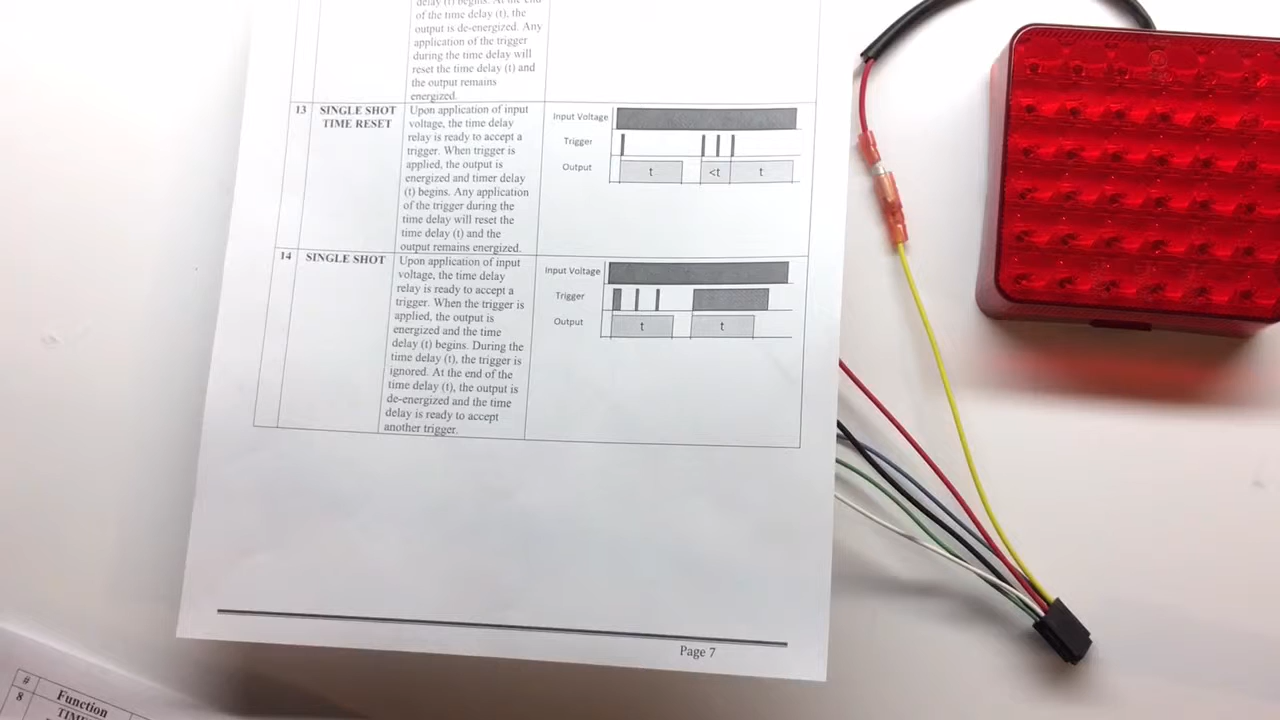 delay (t) begins. At the end
of the time delay (t), the
output is de-energized. Any
application of the trigger
during the time delay will
reset the time delay (t) and
the output remains
energized.
13
SINGLE SHOT
TIME RESET
Upon application of input
voltage, the time delay
relay is ready to accept a
trigger. When trigger is
applied, the output is
energized and timer delay
(t) begins. Any application
of the trigger during the
time delay will reset the
time delay (t) and the
output remains energized.
Input Voltage
Trigger
Output
t
<t
t
14
SINGLE SHOT
Upon application of input
voltage, the time delay
relay is ready to accept a
trigger. When the trigger is
applied, the output is
energized and the time
delay (t) begins. During the
time delay (t), the trigger is
ignored. At the end of the
time delay (t), the output is
de-energized and the time
delay is ready to accept
another trigger.
Input Voltage
Trigger
Output
t
t
Page 7
#
Function
8